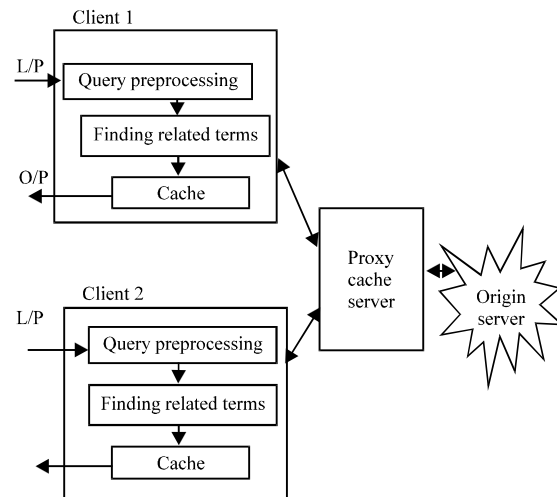 Client 1
L/P
Query preprocessing
Finding related terms
O/P
Cache
Proxy
cache
server
Origin
server
Client 2
L/P
Query preprocessing
Finding related terms
Cache